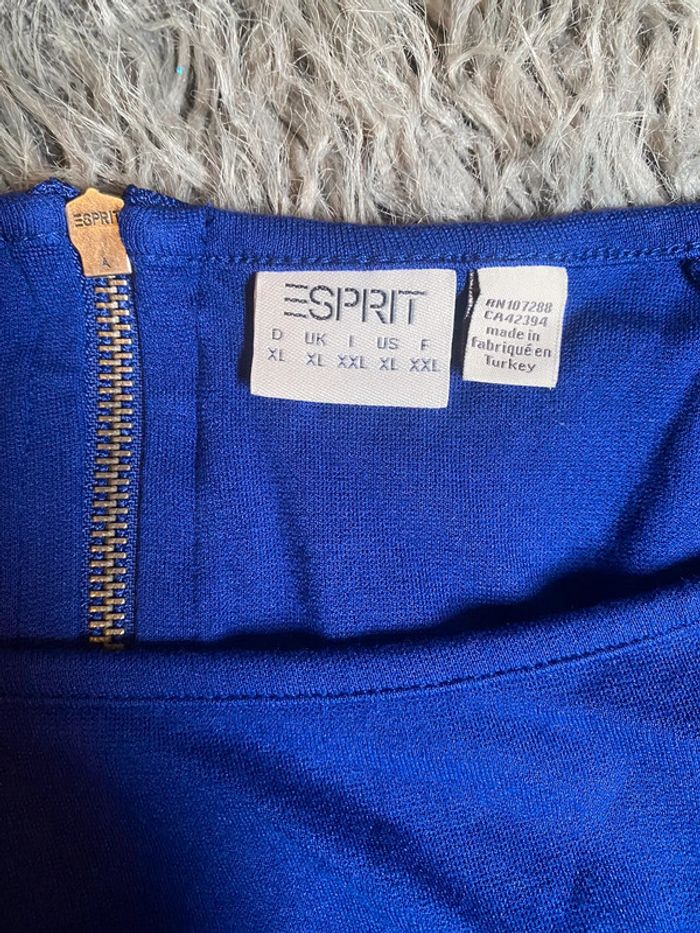 ESPRIT
ESPRIT
D UK I US F
XL XL XXL XL XXL
RN107288
CA42394
made in
fabriqué en
Turkey